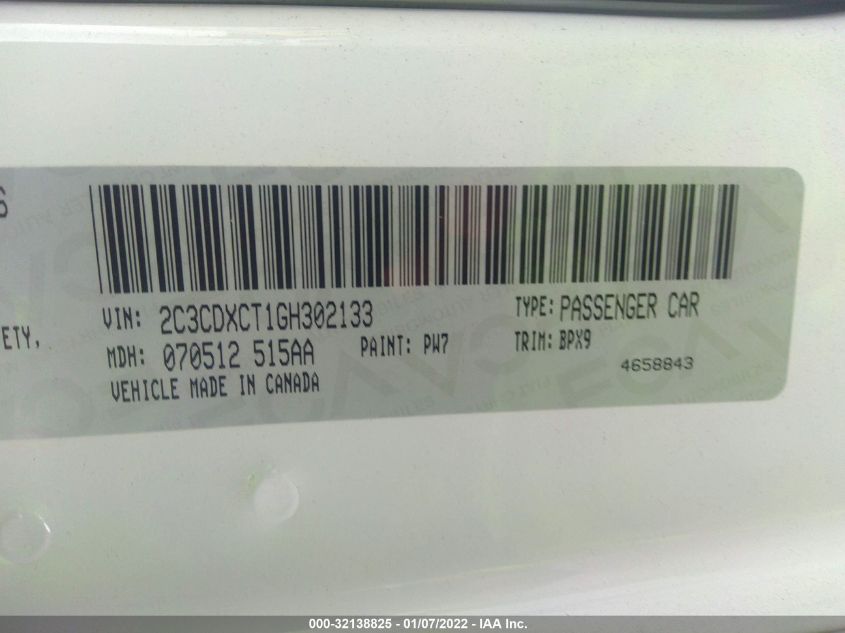 S
ETY,
VIN: 2C3CDXCT1GH302133
TYPE: PASSENGER CAR
MDH: 070512 515AA
PAINT: PW7
TRIM: BPX9
VEHICLE MADE IN CANADA
4658843
000-32138825 - 01/07/2022 - IAA Inc.